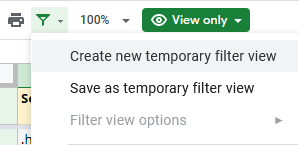 100% View only
Create new temporary filter view
Save as temporary filter view
Filter view options